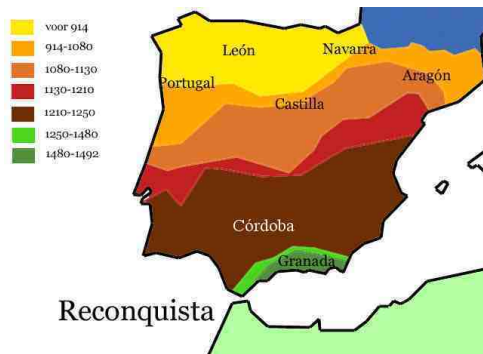 voor 914
914-1080
1080-1130
1130-1210
1210-1250
1250-1480
1480-1492
León
Navarra
Portugal
Aragón
Castilla
Córdoba
Granada
Reconquista